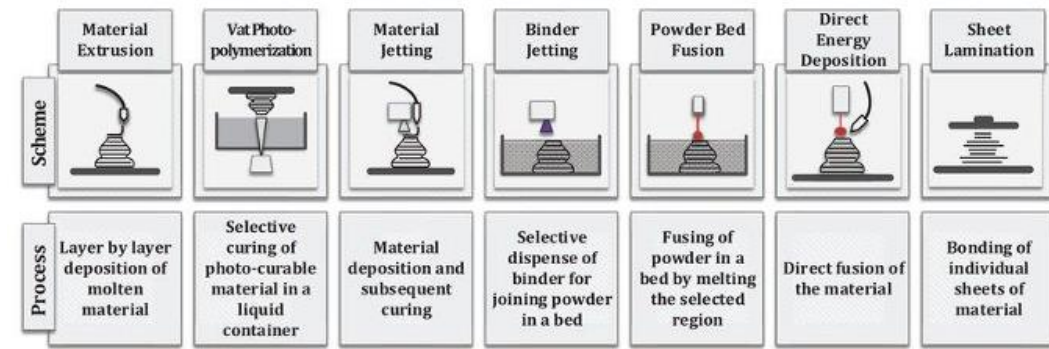 Material
Extrusion
Vat Photo-
polymerization
Material
Jetting
Binder
Jetting
Powder Bed
Fusion
Direct
Energy
Deposition
Sheet
Lamination
Scheme
Process
Layer by layer
deposition of
molten
material
Selective
curing of
photo-curable
material in a
liquid
container
Material
deposition and
subsequent
curing
Selective
dispense of
binder for
joining powder
in a bed
Fusing of
powder in a
bed by melting
the selected
region
Direct fusion of
the material
Bonding of
individual
sheets of
material